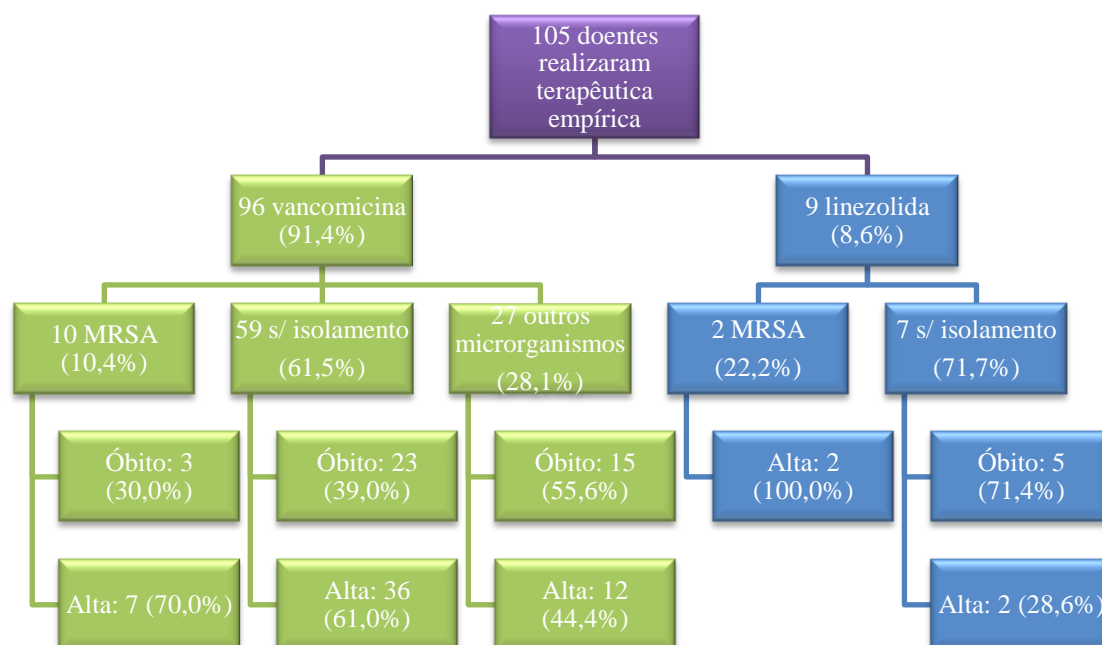 105 doentes
realizaram
terapêutica
empírica
96 vancomicina
(91,4%)
9 linezolida
(8,6%)
10 MRSA
(10,4%)
59 s/ isolamento
(61,5%)
27 outros
microrganismos
(28,1%)
2 MRSA
(22,2%)
7 s/ isolamento
(71,7%)
Óbito: 3
(30,0%)
Óbito: 23
(39,0%)
Óbito: 15
(55,6%)
Alta: 2
(100,0%)
Óbito: 5
(71,4%)
Alta: 7 (70,0%)
Alta: 36
(61,0%)
Alta: 12
(44,4%)
Alta: 2 (28,6%)